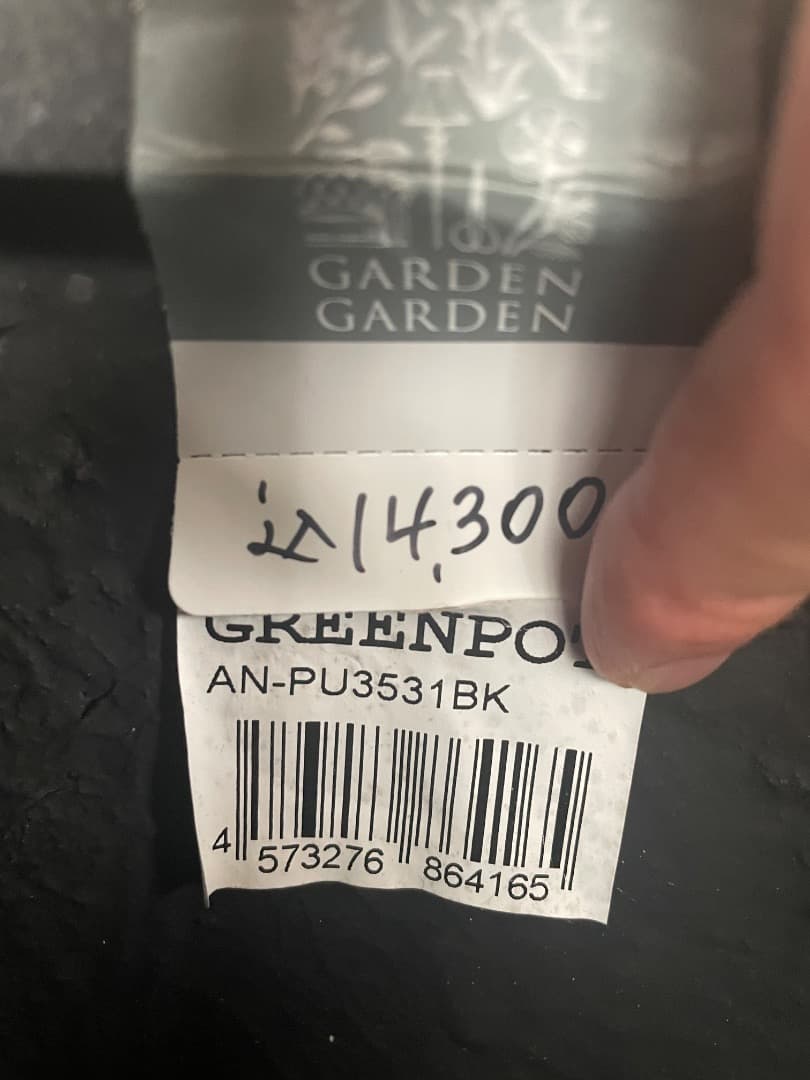 GARDEN
GARDEN
込14,300
GREENPO
AN-PU3531BK
4 573276 864165